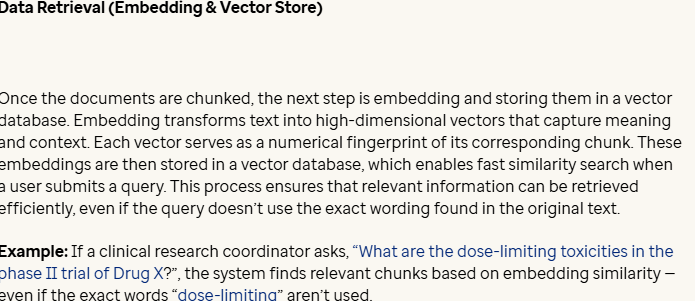 Data Retrieval (Embedding & Vector Store)
Once the documents are chunked, the next step is embedding and storing them in a vector
database. Embedding transforms text into high-dimensional vectors that capture meaning
and context. Each vector serves as a numerical fingerprint of its corresponding chunk. These
embeddings are then stored in a vector database, which enables fast similarity search when
a user submits a query. This process ensures that relevant information can be retrieved
efficiently, even if the query doesn’t use the exact wording found in the original text.
Example: If a clinical research coordinator asks, “What are the dose-limiting toxicities in the
phase II trial of Drug X?”, the system finds relevant chunks based on embedding similarity —
even if the exact words “dose-limiting” aren’t used.